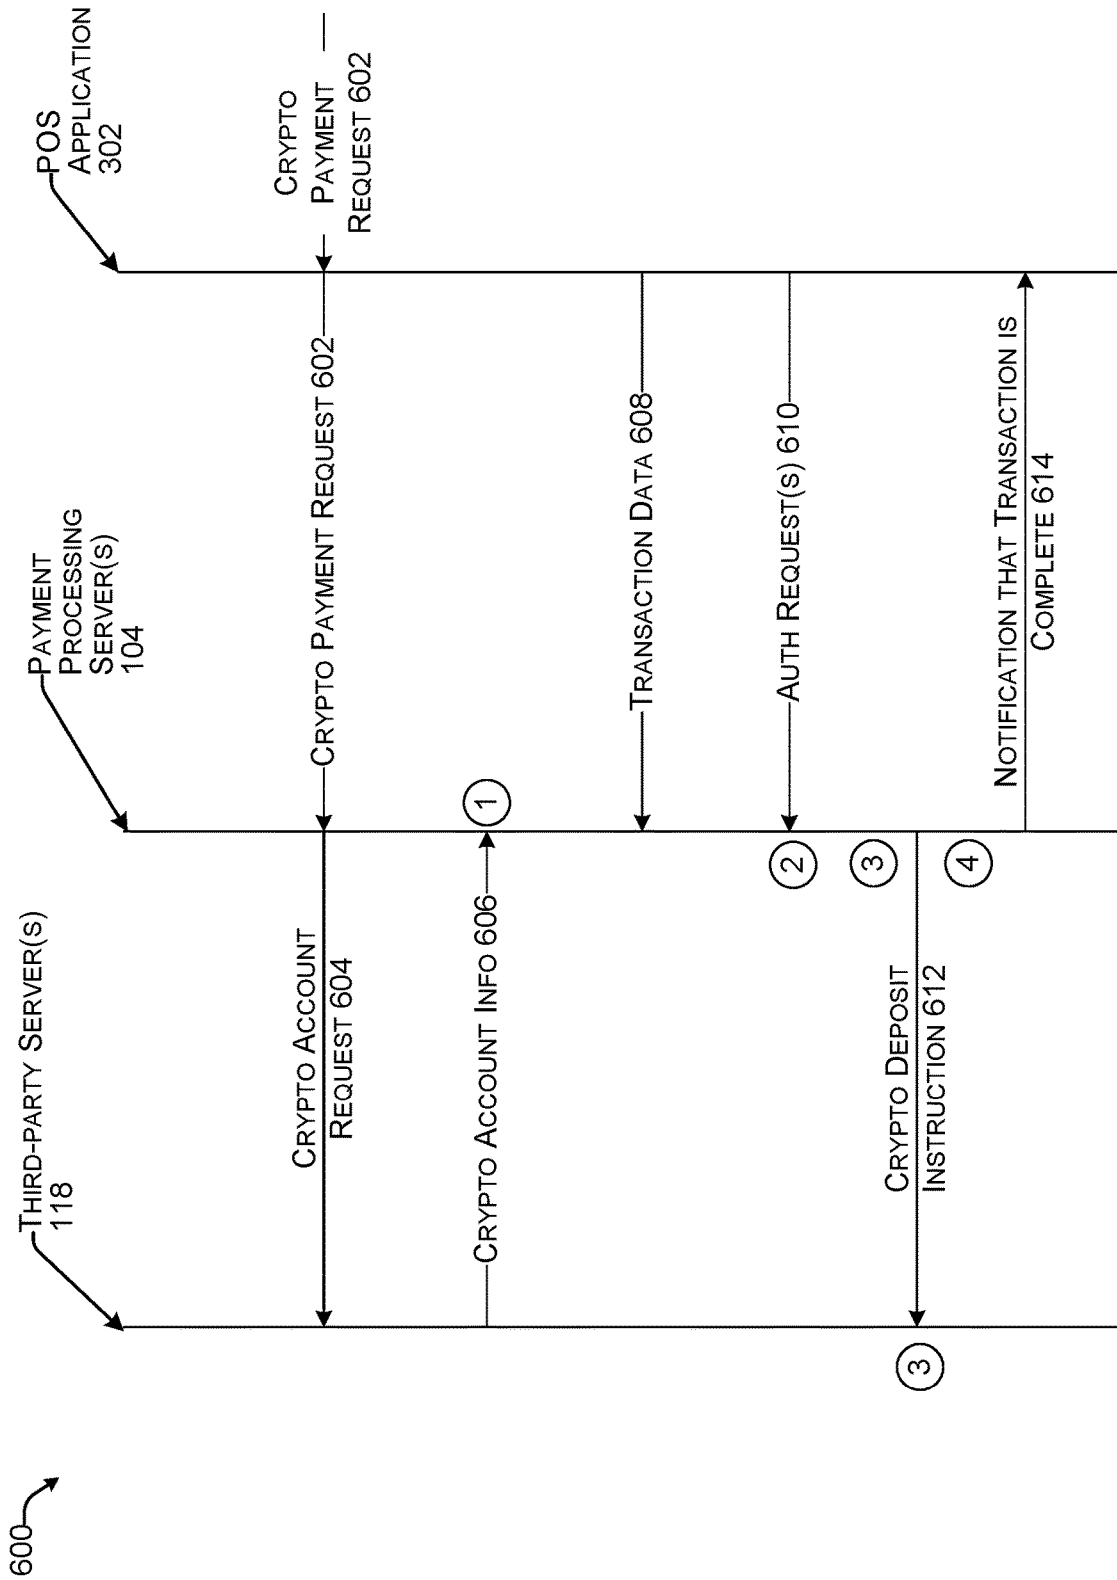 600
THIRD-PARTY SERVER(S)
118
PAYMENT
PROCESSING
SERVER(S)
104
POS
APPLICATION
302
CRYPTO
PAYMENT
REQUEST 602
CRYPTO PAYMENT REQUEST 602
CRYPTO ACCOUNT
REQUEST 604
CRYPTO ACCOUNT INFO 606
1
TRANSACTION DATA 608
AUTH REQUEST(S) 610
2
3
CRYPTO DEPOSIT
INSTRUCTION 612
3
4
NOTIFICATION THAT TRANSACTION IS
COMPLETE 614